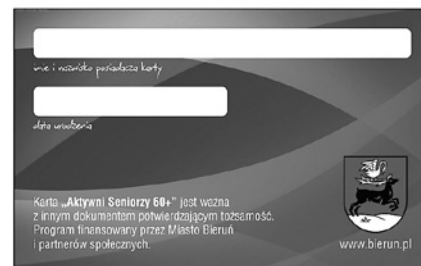 imię i nazwisko posiadacza karty
data urodzenia
Karta „Aktywni Seniorzy 60+” jest ważna
z innym dokumentem potwierdzającym tożsamość.
Program finansowany przez Miasto Bieruń
i partnerów społecznych.
www.bierun.pl